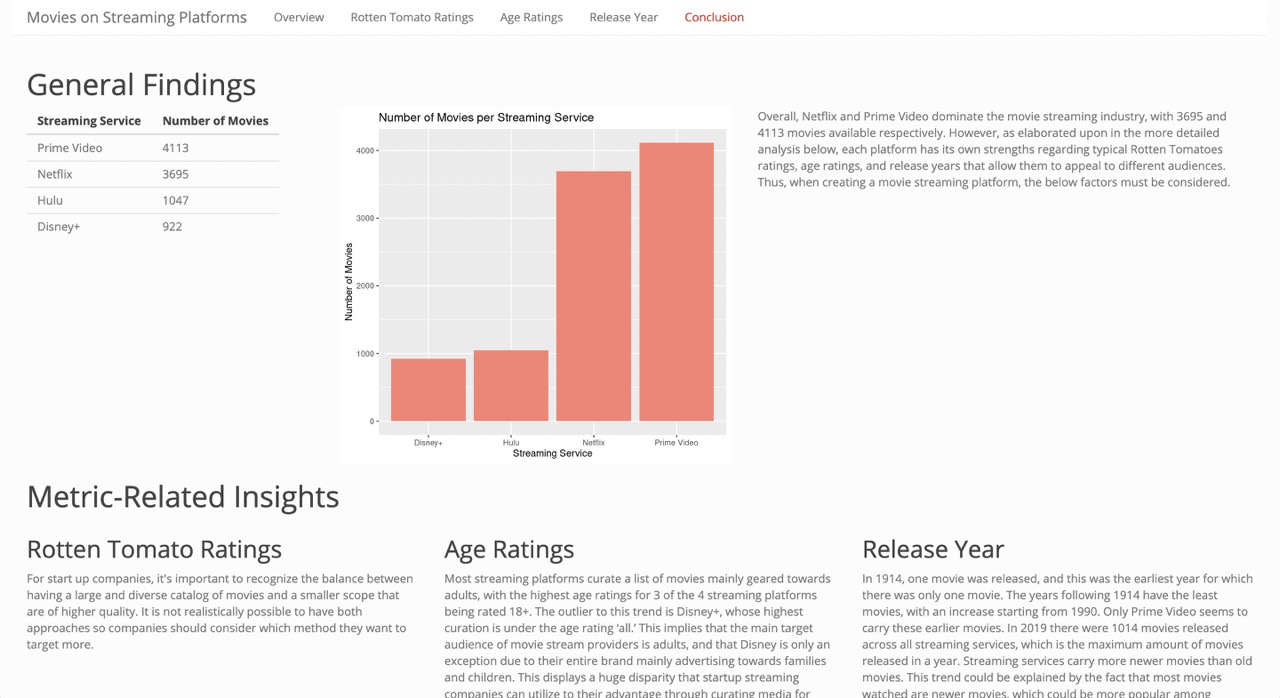 Movies on Streaming Platforms Overview Rotten Tomato Ratings Age Ratings Release Year Conclusion
General Findings
Streaming Service Number of Movies
Prime Video 4113
Netflix 3695
Hulu 1047
Disney+ 922
Number of Movies per Streaming Service
Number of Movies
4000
3000
2000
1000
0
Disney+ Hulu Netflix Prime Video
Streaming Service
Overall, Netflix and Prime Video dominate the movie streaming industry, with 3695 and
4113 movies available respectively. However, as elaborated upon in the more detailed
analysis below, each platform has its own strengths regarding typical Rotten Tomatoes
ratings, age ratings, and release years that allow them to appeal to different audiences.
Thus, when creating a movie streaming platform, the below factors must be considered.
Metric-Related Insights
Rotten Tomato Ratings
For start up companies, it's important to recognize the balance between
having a large and diverse catalog of movies and a smaller scope that
are of higher quality. It is not realistically possible to have both
approaches so companies should consider which method they want to
target more.
Age Ratings
Most streaming platforms curate a list of movies mainly geared towards
adults, with the highest age ratings for 3 of the 4 streaming platforms
being rated 18+. The outlier to this trend is Disney+, whose highest
curation is under the age rating ‘all.’ This implies that the main target
audience of movie stream providers is adults, and that Disney is only an
exception due to their entire brand mainly advertising towards families
and children. This displays a huge disparity that startup streaming
companies can utilize to their advantage through curating media for
Release Year
In 1914, one movie was released, and this was the earliest year for which
there was only one movie. The years following 1914 have the least
movies, with an increase starting from 1990. Only Prime Video seems to
carry these earlier movies. In 2019 there were 1014 movies released
across all streaming services, which is the maximum amount of movies
released in a year. Streaming services carry more newer movies than old
movies. This trend could be explained by the fact that most movies
watched are newer movies, which could be more popular among